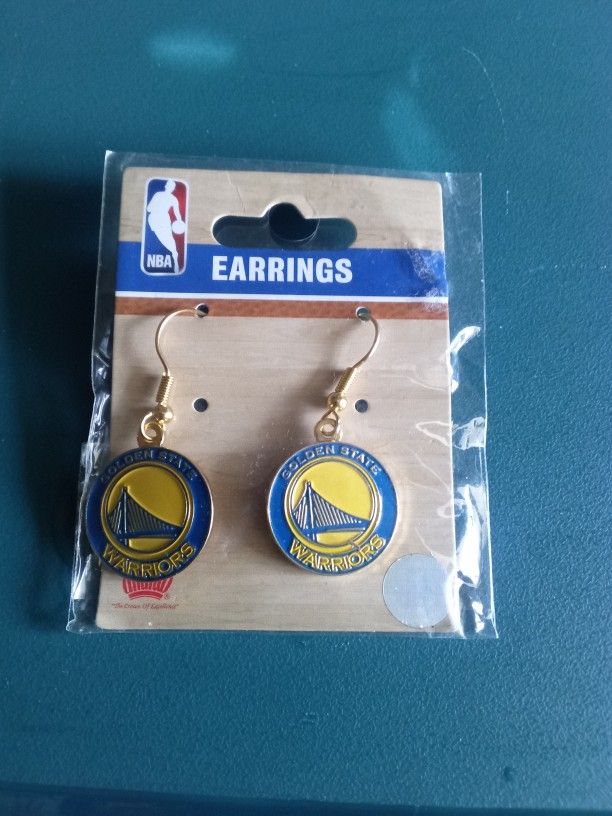 NBA
EARRINGS
GOLDEN STATE
WARRIORS
GOLDEN STATE
WARRIORS
®
"The Crown Of Excellence"